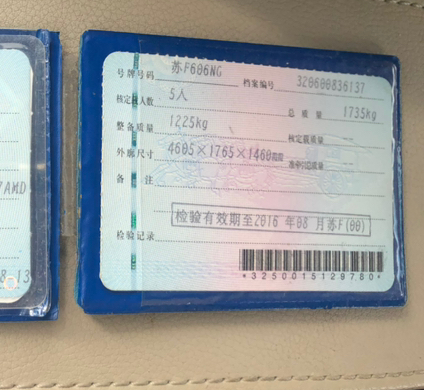 号牌号码 苏F606NG 档案编号 320600836137
核定载人数 5人 总质量 1735kg
整备质量 1225kg 核定载质量 --
外廓尺寸 4605×1765×1460mm 准牵引总质量 --
备注
检验有效期至2016年08月苏F(00)
检验记录
*3250015129780*